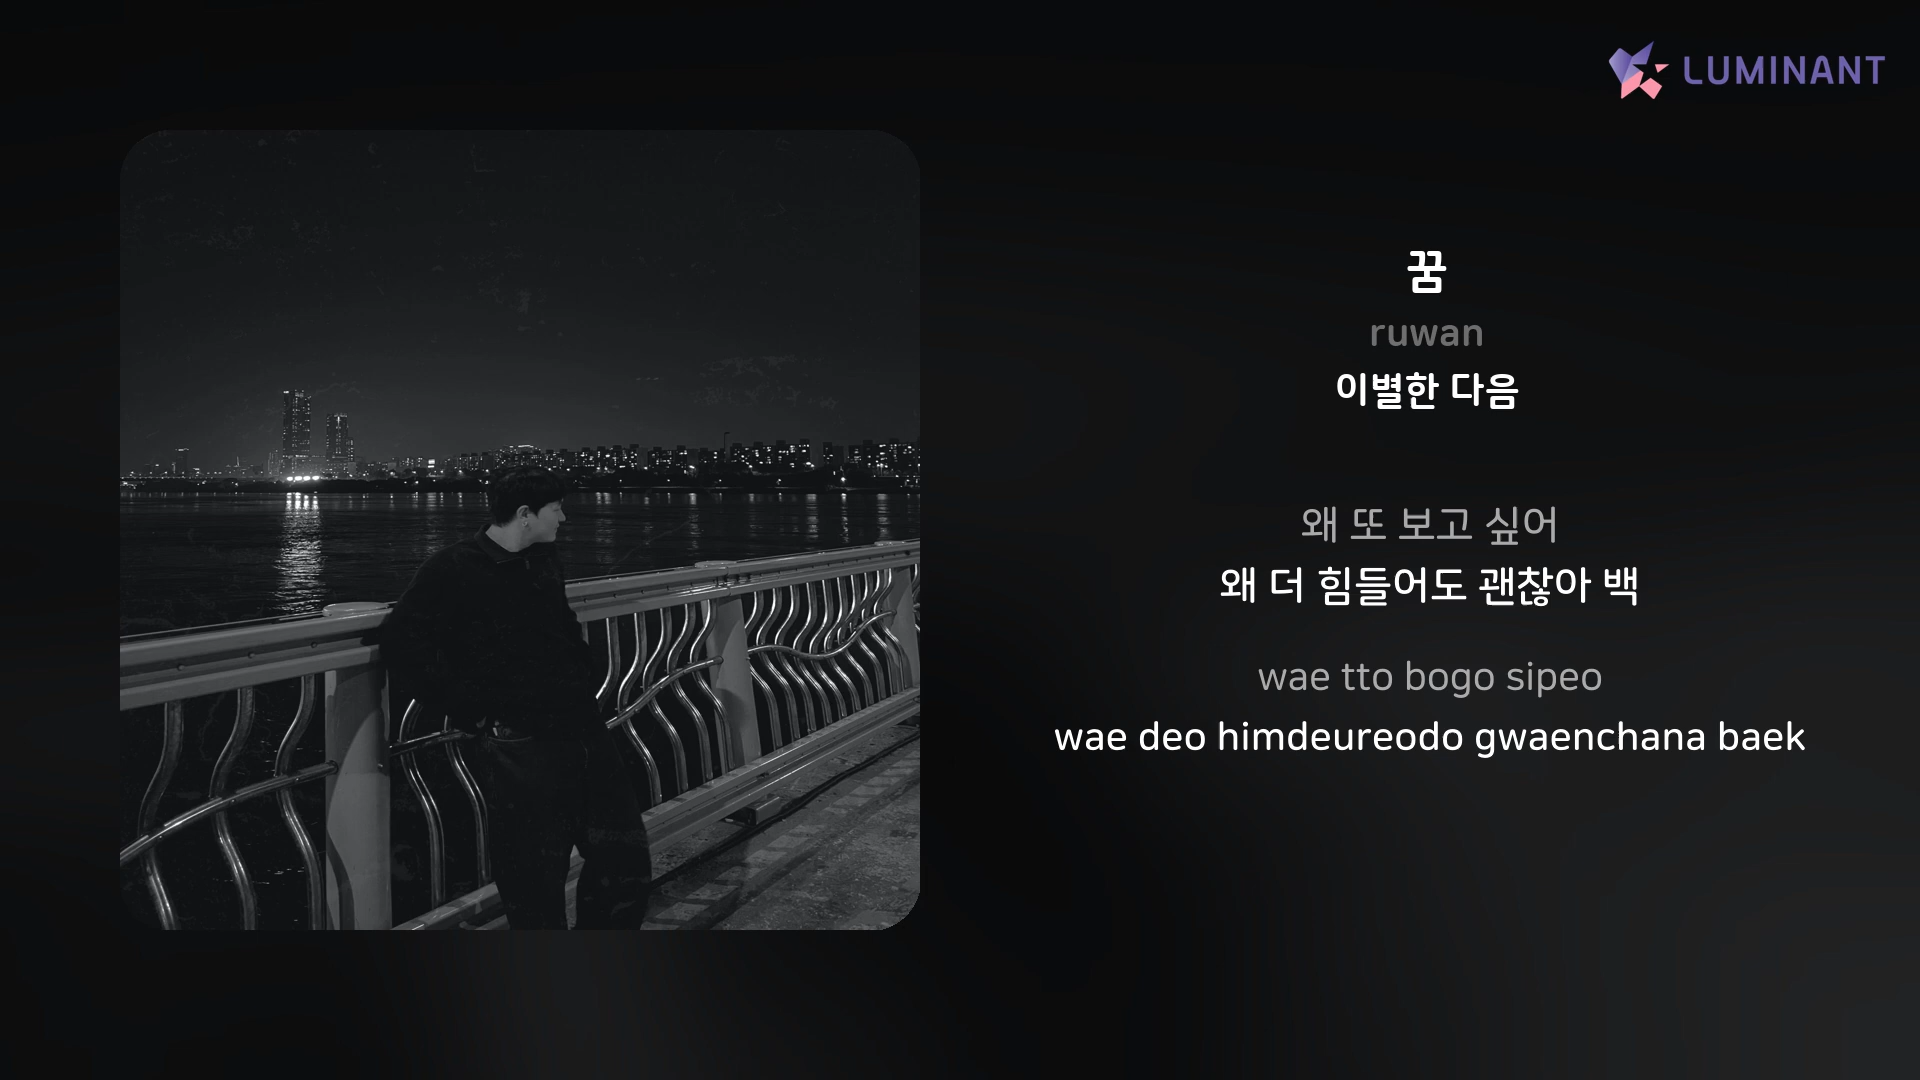 LUMINANT
꿈
ruwan
이별한 다음
왜 또 보고 싶어
왜 더 힘들어도 괜찮아 백
wae tto bogo sipeo
wae deo himdeureodo gwaenchana baek